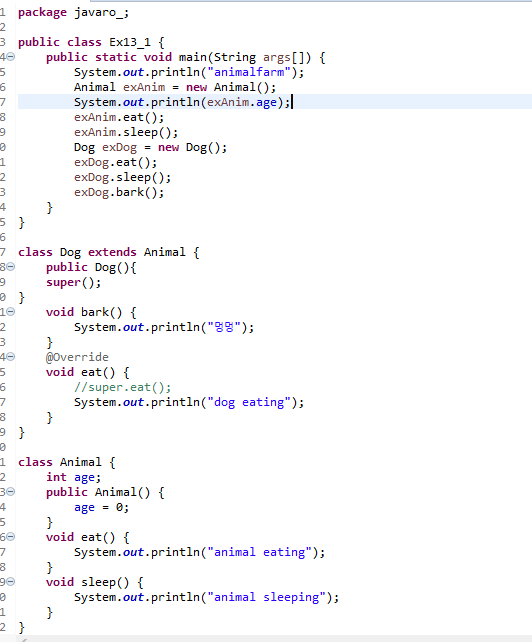 1 package javaro_;
2
3 public class Ex13_1 {
4 public static void main(String args[]) {
5 System.out.println("animalfarm");
6 Animal exAnim = new Animal();
7 System.out.println(exAnim.age);
8 exAnim.eat();
9 exAnim.sleep();
0 Dog exDog = new Dog();
1 exDog.eat();
2 exDog.sleep();
3 exDog.bark();
4 }
5 }
6
7 class Dog extends Animal {
8 public Dog(){
9 super();
0 }
1 void bark() {
2 System.out.println("멍멍");
3 }
4 @Override
5 void eat() {
6 //super.eat();
7 System.out.println("dog eating");
8 }
9 }
0
1 class Animal {
2 int age;
3 public Animal() {
4 age = 0;
5 }
6 void eat() {
7 System.out.println("animal eating");
8 }
9 void sleep() {
0 System.out.println("animal sleeping");
1 }
2 }